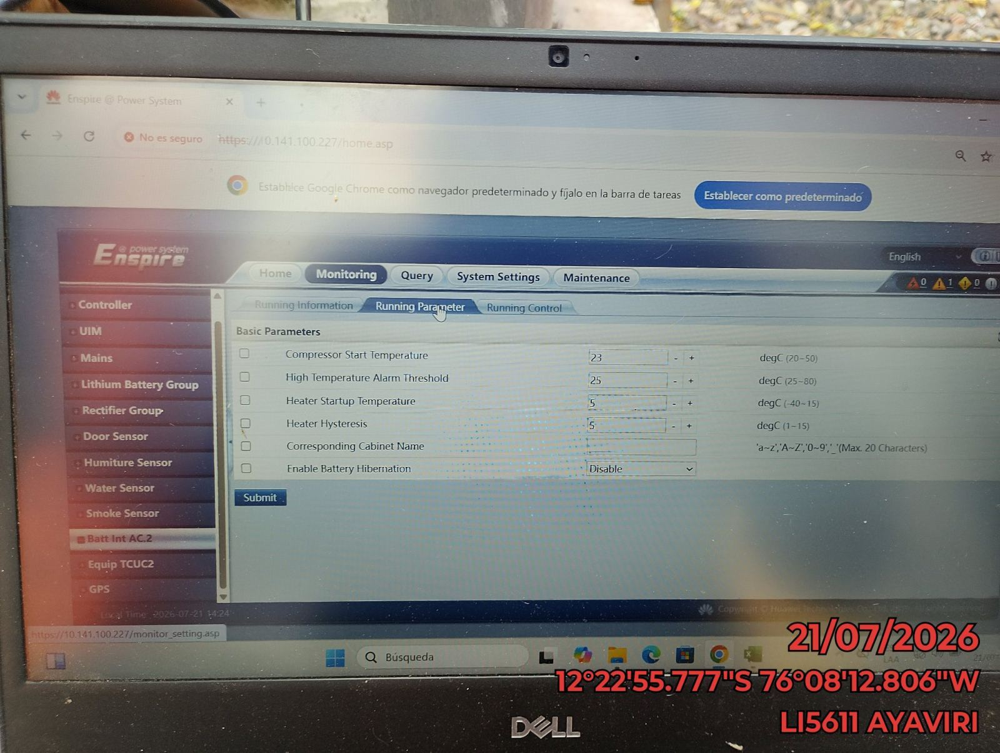 Enspire @ Power System
No es seguro
https://10.141.100.227/home.asp
Establece Google Chrome como navegador predeterminado y fíjalo en la barra de tareas
Establecer como predeterminado
Enspire @ power system
English
Home
Monitoring
Query
System Settings
Maintenance
0
1
0
Controller
UIM
Mains
Lithium Battery Group
Rectifier Group
Door Sensor
Humiture Sensor
Water Sensor
Smoke Sensor
Batt Int AC.2
Equip TCUC2
GPS
Running Information
Running Parameter
Running Control
Basic Parameters
Compressor Start Temperature 23 - + degC (20~50)
High Temperature Alarm Threshold 25 - + degC (25~80)
Heater Startup Temperature 5 - + degC (-40~15)
Heater Hysteresis 5 - + degC (1~15)
Corresponding Cabinet Name 'a~z','A~Z','0~9','_'(Max. 20 Characters)
Enable Battery Hibernation Disable
Submit
Local Time: 2026-07-21 14:24
Copyright © Huawei Technologies Co.
https://10.141.100.227/monitor_setting.asp
Búsqueda
LAA
21/07/2026
12°22'55.777"S 76°08'12.806"W
LI5611 AYAVIRI
DELL